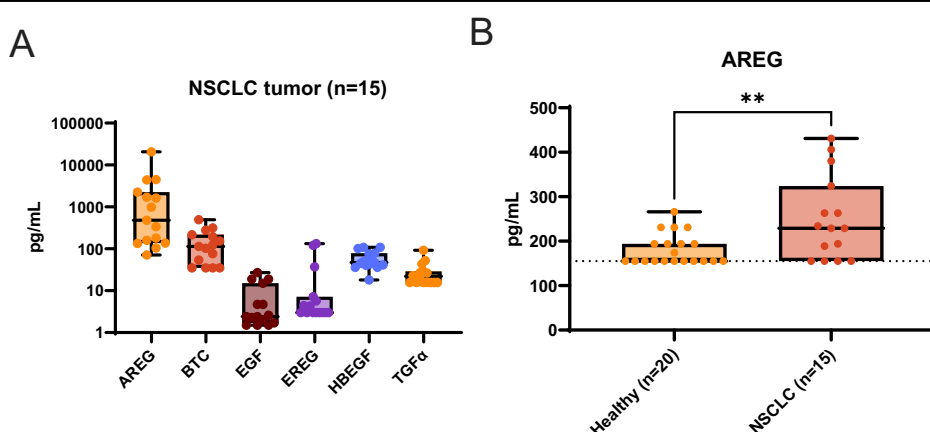 A
NSCLC tumor (n=15)
pg/mL
100000
10000
1000
100
10
1
AREG
BTC
EGF
EREG
HBEGF
TGFα
B
AREG
**
pg/mL
500
400
300
200
100
0
Healthy (n=20)
NSCLC (n=15)